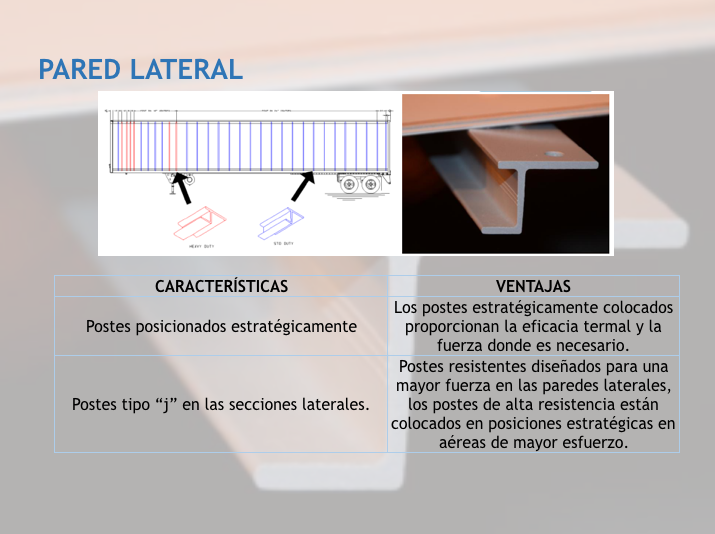 PARED LATERAL
HEAVY DUTY
STD DUTY
CARACTERÍSTICAS
VENTAJAS
Postes posicionados estratégicamente
Los postes estratégicamente colocados
proporcionan la eficacia termal y la
fuerza donde es necesario.
Postes tipo “j” en las secciones laterales.
Postes resistentes diseñados para una
mayor fuerza en las paredes laterales,
los postes de alta resistencia están
colocados en posiciones estratégicas en
aéreas de mayor esfuerzo.